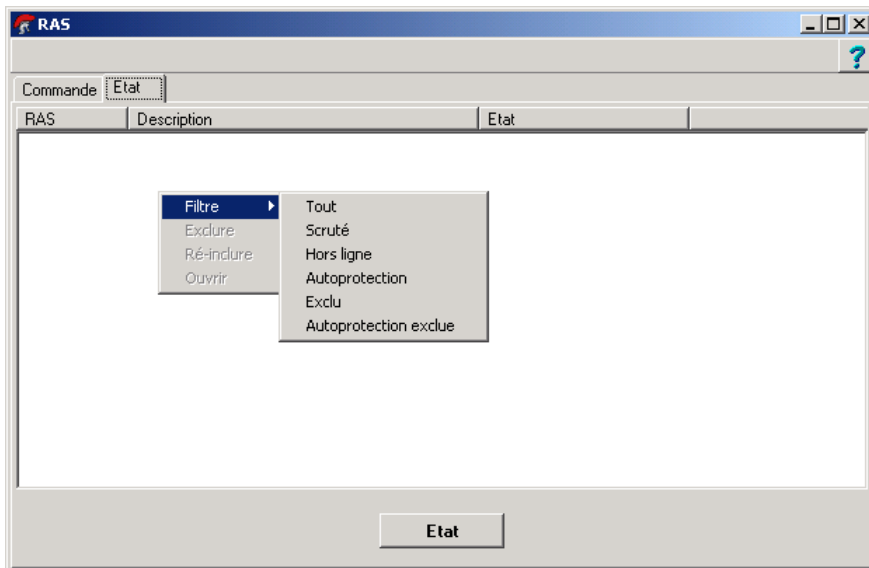 RAS
?
Commande Etat
RAS Description Etat
Filtre
Exclure
Ré-inclure
Ouvrir
Tout
Scruté
Hors ligne
Autoprotection
Exclu
Autoprotection exclue
Etat